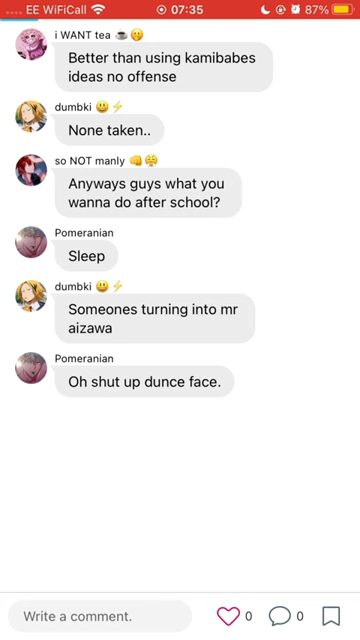 EE WiFiCall 07:35 87%
i WANT tea ☕😋
Better than using kamibabes
ideas no offense
dumbki 😃⚡
None taken..
so NOT manly 👊😤
Anyways guys what you
wanna do after school?
Pomeranian
Sleep
dumbki 😃⚡
Someones turning into mr
aizawa
Pomeranian
Oh shut up dunce face.
Write a comment. 0 0